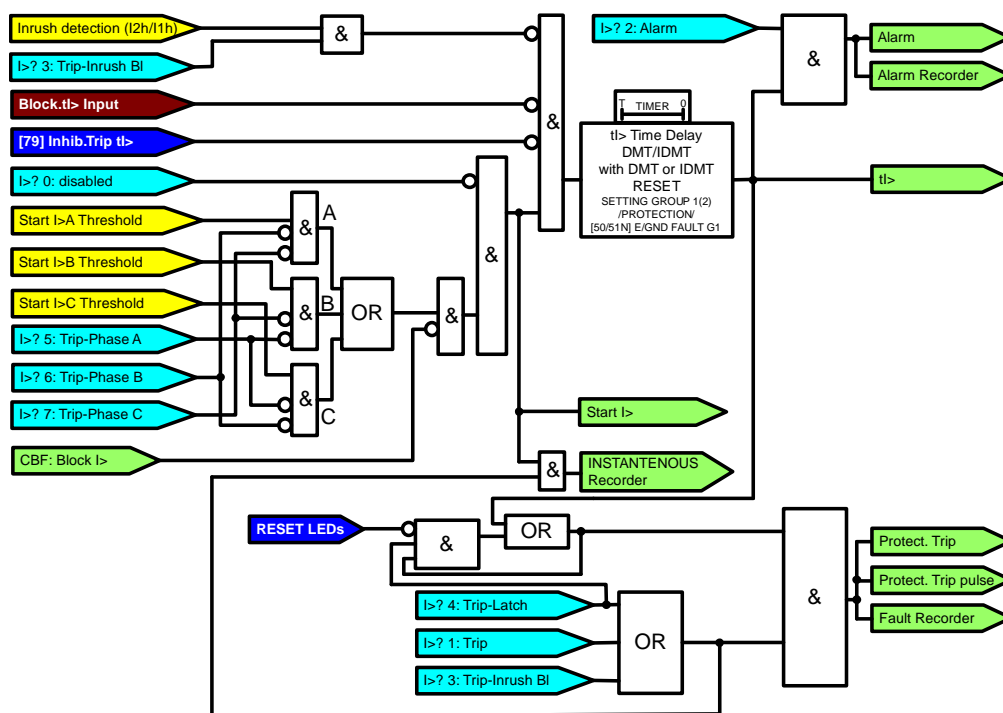 Inrush detection (I2h/I1h)
I>? 3: Trip-Inrush Bl
&
Block.tI> Input
[79] Inhib.Trip tI>
I>? 0: disabled
Start I>A Threshold
Start I>B Threshold
Start I>C Threshold
I>? 5: Trip-Phase A
I>? 6: Trip-Phase B
I>? 7: Trip-Phase C
CBF: Block I>
A
&
B
&
C
&
OR
&
&
&
T TIMER 0
tI> Time Delay
DMT/IDMT
with DMT or IDMT
RESET
SETTING GROUP 1(2)
/PROTECTION/
[50/51N] E/GND FAULT G1
I>? 2: Alarm
&
Alarm
Alarm Recorder
tI>
Start I>
&
INSTANTENOUS
Recorder
RESET LEDs
&
OR
I>? 4: Trip-Latch
I>? 1: Trip
I>? 3: Trip-Inrush Bl
OR
&
Protect. Trip
Protect. Trip pulse
Fault Recorder